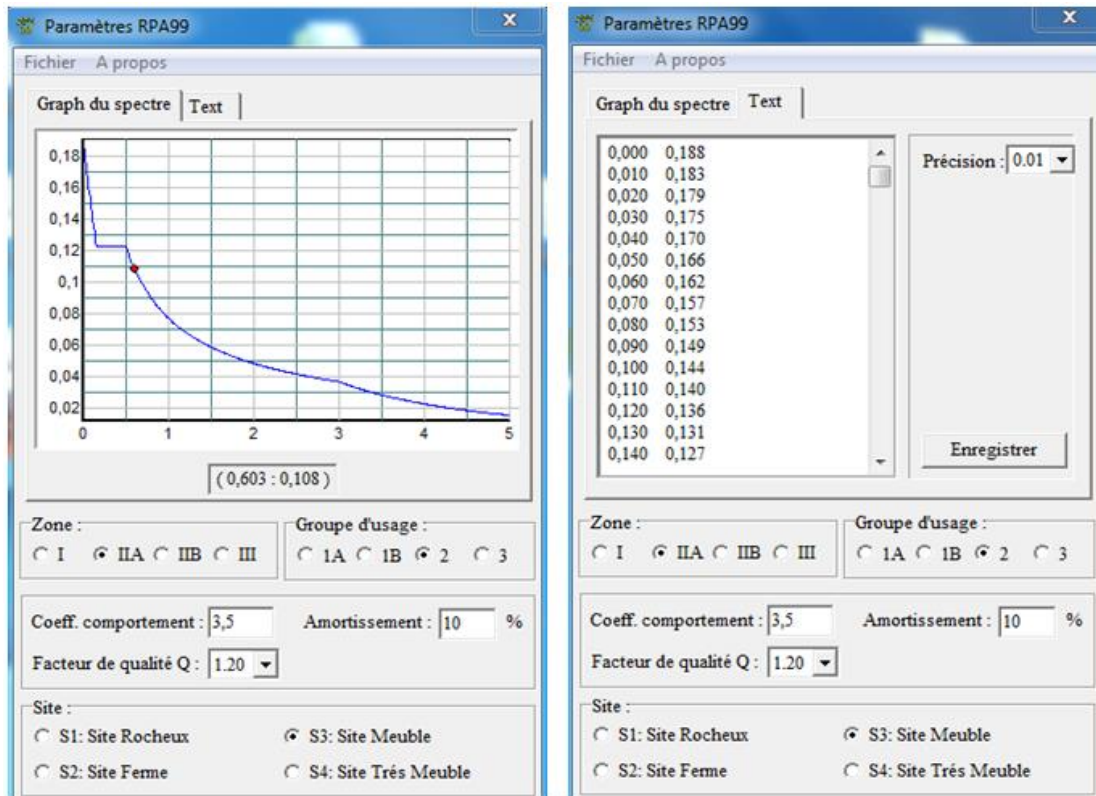 Paramètres RPA99
Fichier A propos
Graph du spectre Text
0,18
0,16
0,14
0,12
0,1
0,08
0,06
0,04
0,02
0 1 2 3 4 5
( 0,603 : 0,108 )
Zone :
I IIA IIB III
Groupe d'usage :
1A 1B 2 3
Coeff. comportement : 3,5 Amortissement : 10 %
Facteur de qualité Q : 1.20
Site :
S1: Site Rocheux S3: Site Meuble
S2: Site Ferme S4: Site Trés Meuble
Paramètres RPA99
Fichier A propos
Graph du spectre Text
0,000 0,188
0,010 0,183
0,020 0,179
0,030 0,175
0,040 0,170
0,050 0,166
0,060 0,162
0,070 0,157
0,080 0,153
0,090 0,149
0,100 0,144
0,110 0,140
0,120 0,136
0,130 0,131
0,140 0,127
Précision : 0.01
Enregistrer
Zone :
I IIA IIB III
Groupe d'usage :
1A 1B 2 3
Coeff. comportement : 3,5 Amortissement : 10 %
Facteur de qualité Q : 1.20
Site :
S1: Site Rocheux S3: Site Meuble
S2: Site Ferme S4: Site Trés Meuble